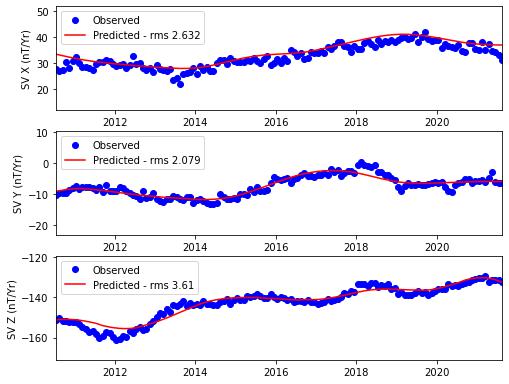 SV X (nT/Yr)
50
40
30
20
Observed
Predicted - rms 2.632
2012 2014 2016 2018 2020
SV Y (nT/Yr)
10
0
−10
−20
Observed
Predicted - rms 2.079
2012 2014 2016 2018 2020
SV Z (nT/Yr)
−120
−140
−160
Observed
Predicted - rms 3.61
2012 2014 2016 2018 2020